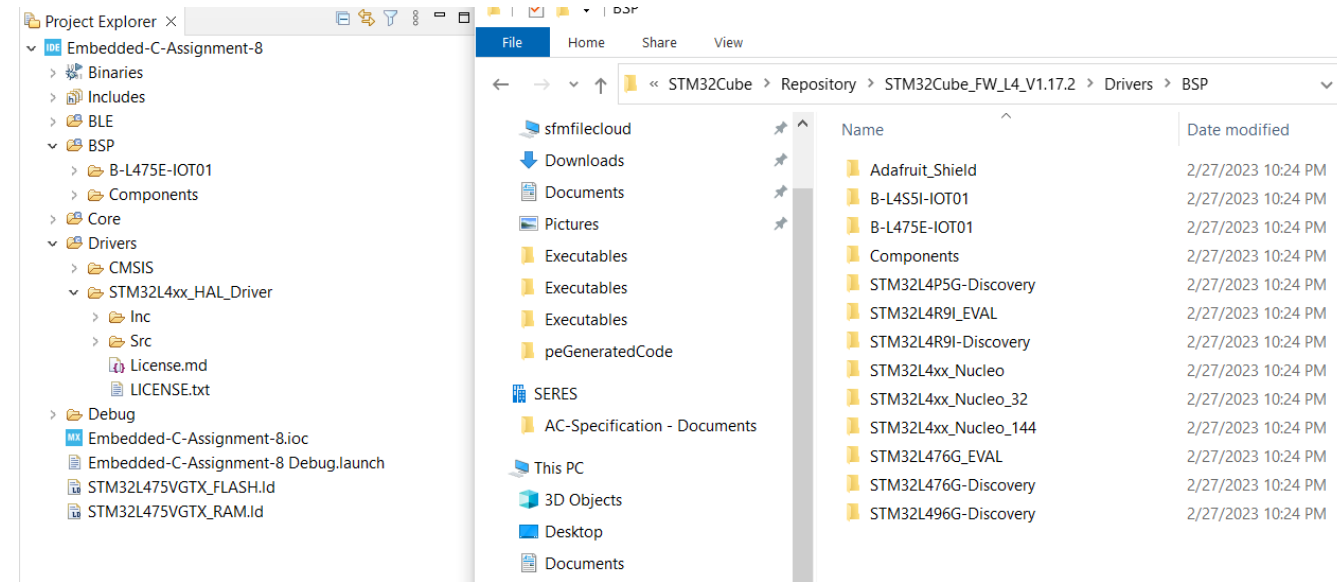 Project Explorer
Embedded-C-Assignment-8
Binaries
Includes
BLE
BSP
B-L475E-IOT01
Components
Core
Drivers
CMSIS
STM32L4xx_HAL_Driver
Inc
Src
License.md
LICENSE.txt
Debug
Embedded-C-Assignment-8.ioc
Embedded-C-Assignment-8 Debug.launch
STM32L475VGTX_FLASH.ld
STM32L475VGTX_RAM.ld
BSP
File Home Share View
« STM32Cube > Repository > STM32Cube_FW_L4_V1.17.2 > Drivers > BSP
sfmfilecloud
Downloads
Documents
Pictures
Executables
Executables
Executables
peGeneratedCode
SERES
AC-Specification - Documents
This PC
3D Objects
Desktop
Documents
Name Date modified
Adafruit_Shield 2/27/2023 10:24 PM
B-L4S5I-IOT01 2/27/2023 10:24 PM
B-L475E-IOT01 2/27/2023 10:24 PM
Components 2/27/2023 10:24 PM
STM32L4P5G-Discovery 2/27/2023 10:24 PM
STM32L4R9I_EVAL 2/27/2023 10:24 PM
STM32L4R9I-Discovery 2/27/2023 10:24 PM
STM32L4xx_Nucleo 2/27/2023 10:24 PM
STM32L4xx_Nucleo_32 2/27/2023 10:24 PM
STM32L4xx_Nucleo_144 2/27/2023 10:24 PM
STM32L476G_EVAL 2/27/2023 10:24 PM
STM32L476G-Discovery 2/27/2023 10:24 PM
STM32L496G-Discovery 2/27/2023 10:24 PM